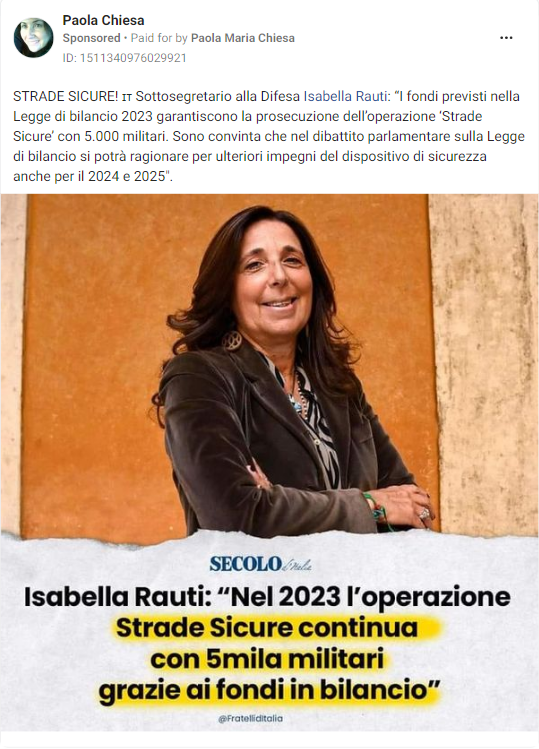 Paola Chiesa
Sponsored • Paid for by Paola Maria Chiesa
ID: 1511340976029921
STRADE SICURE! IT Sottosegretario alla Difesa Isabella Rauti: “I fondi previsti nella
Legge di bilancio 2023 garantiscono la prosecuzione dell’operazione ‘Strade
Sicure’ con 5.000 militari. Sono convinta che nel dibattito parlamentare sulla Legge
di bilancio si potrà ragionare per ulteriori impegni del dispositivo di sicurezza
anche per il 2024 e 2025".
SECOLO d'Italia
Isabella Rauti: “Nel 2023 l’operazione
Strade Sicure continua
con 5mila militari
grazie ai fondi in bilancio”
@FratellidItalia